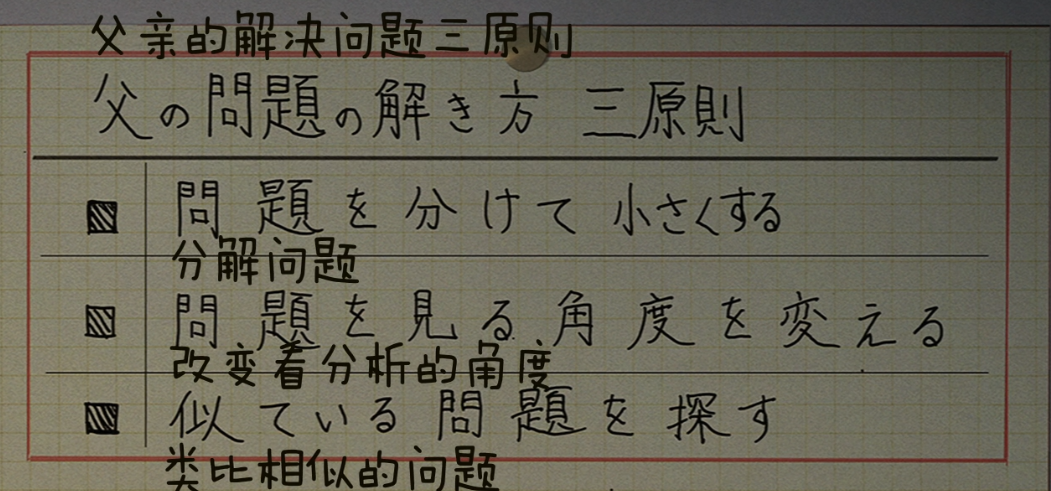 父亲的解决问题三原则
父の問題の解き方 三原則
問題を分けて小さくする
分解问题
問題を見る角度を変える
改变着分析的角度
似ている問題を探す
类比相似的问题